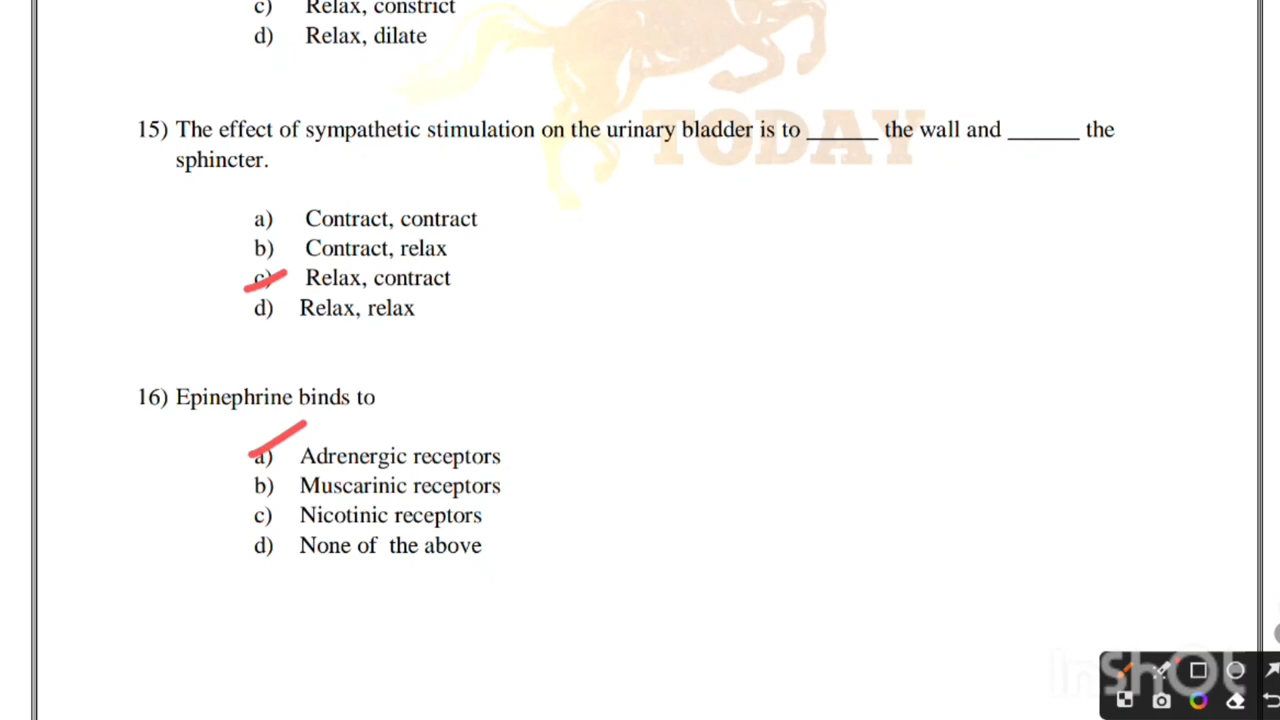 c) Relax, constrict
d) Relax, dilate
TODAY
15) The effect of sympathetic stimulation on the urinary bladder is to ______ the wall and ______ the
sphincter.
a) Contract, contract
b) Contract, relax
c) Relax, contract
d) Relax, relax
16) Epinephrine binds to
a) Adrenergic receptors
b) Muscarinic receptors
c) Nicotinic receptors
d) None of the above
InShOt